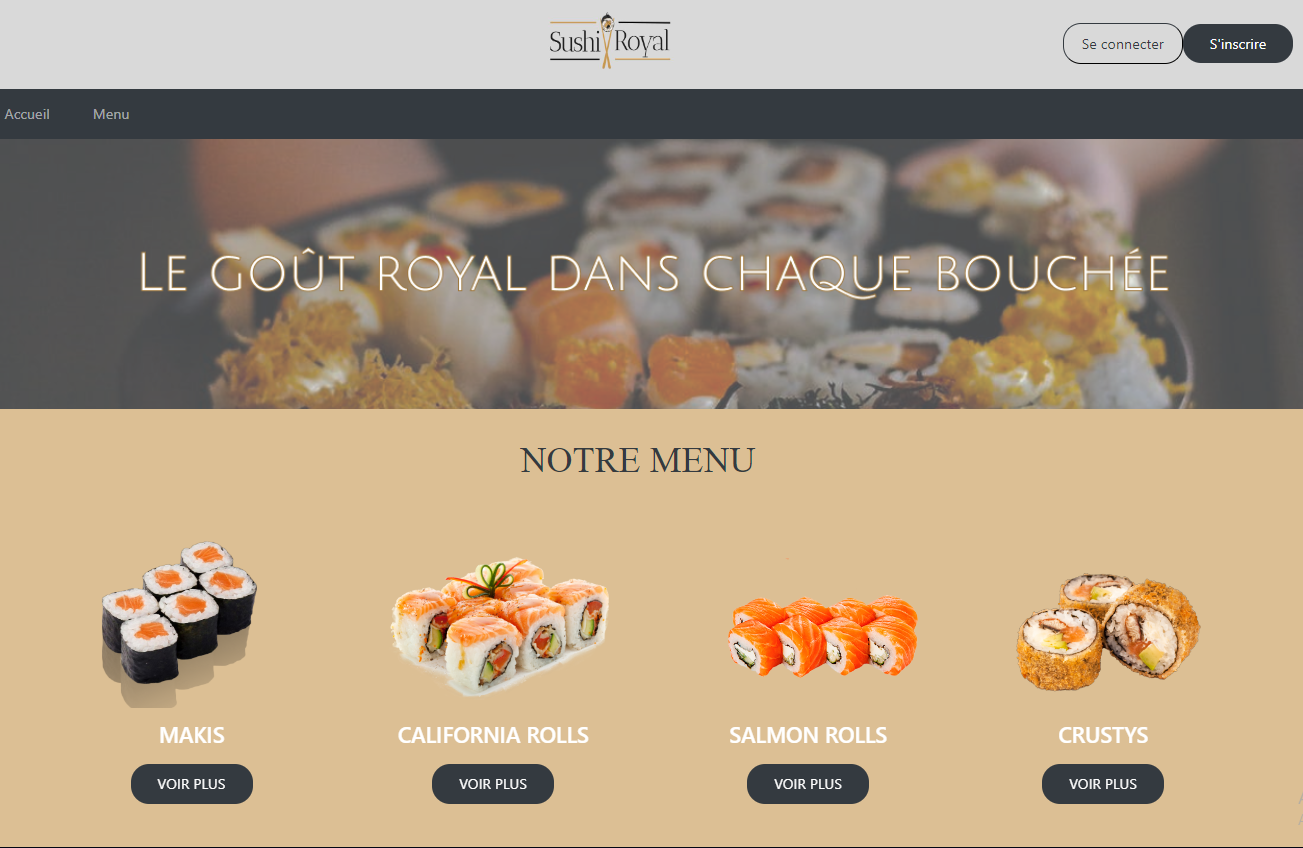 Sushi Royal
Se connecter
S'inscrire
Accueil
Menu
LE GOÛT ROYAL DANS CHAQUE BOUCHÉE
NOTRE MENU
MAKIS
CALIFORNIA ROLLS
SALMON ROLLS
CRUSTYS
VOIR PLUS
VOIR PLUS
VOIR PLUS
VOIR PLUS